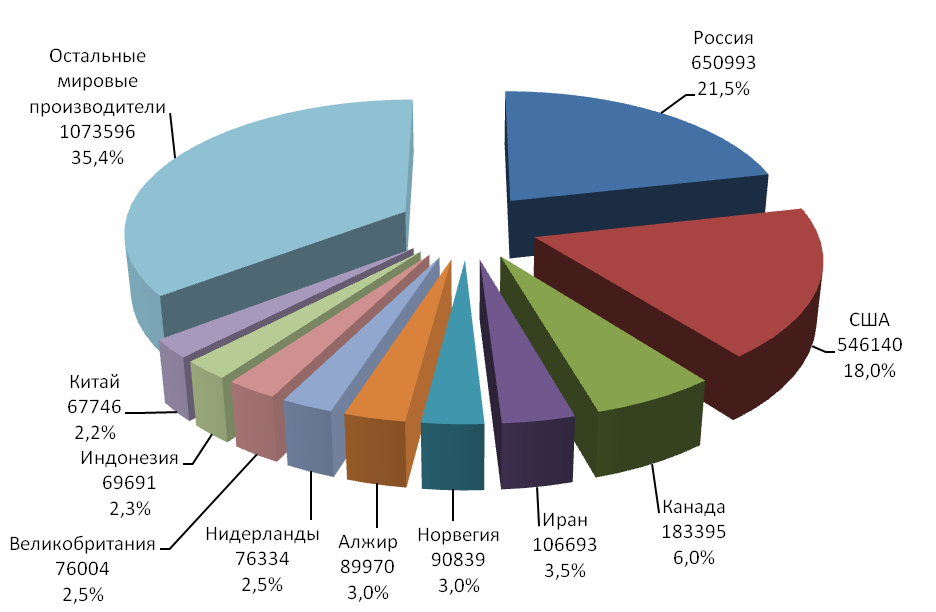 Россия
650993
21,5%
США
546140
18,0%
Канада
183395
6,0%
Иран
106693
3,5%
Норвегия
90839
3,0%
Алжир
89970
3,0%
Нидерланды
76334
2,5%
Великобритания
76004
2,5%
Индонезия
69691
2,3%
Китай
67746
2,2%
Остальные
мировые
производители
1073596
35,4%